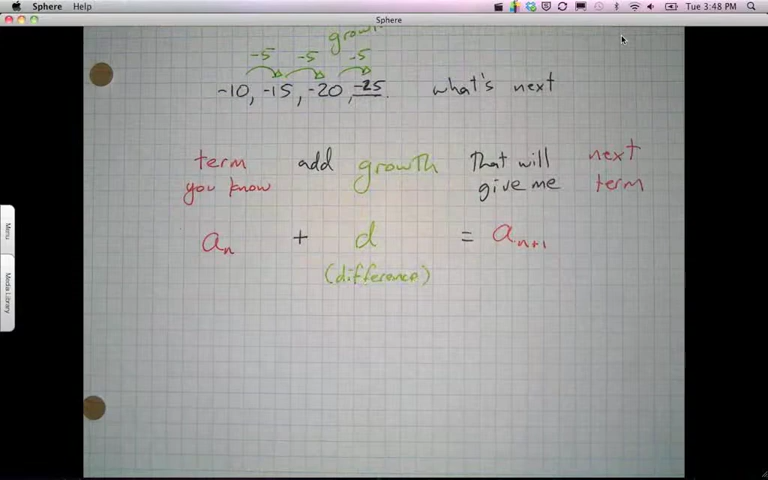 Sphere Help Tue 3:48 PM
Sphere
growth
-5 -5 -5
-10, -15, -20, -25 what's next
term add growth That will next
you know give me term
aₙ + d = aₙ₊₁
(difference)
Menu
Media Library